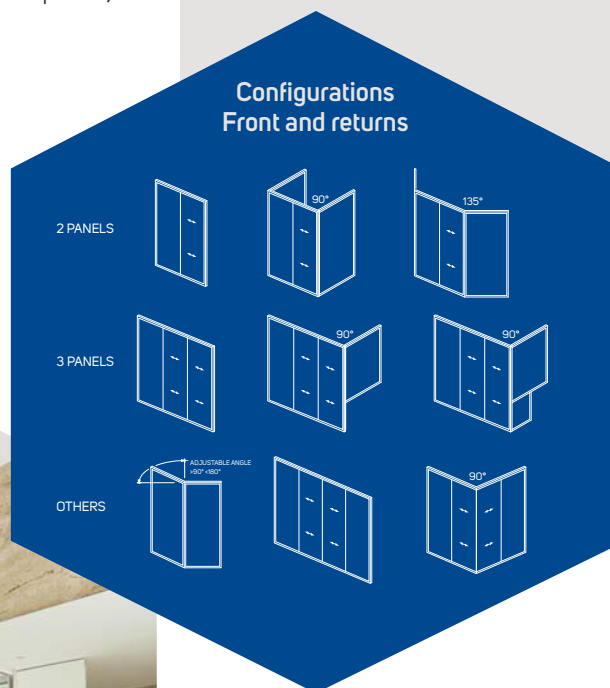 Configurations
Front and returns
2 PANELS
90°
135°
3 PANELS
90°
90°
OTHERS
ADJUSTABLE ANGLE
>90° <180°
90°